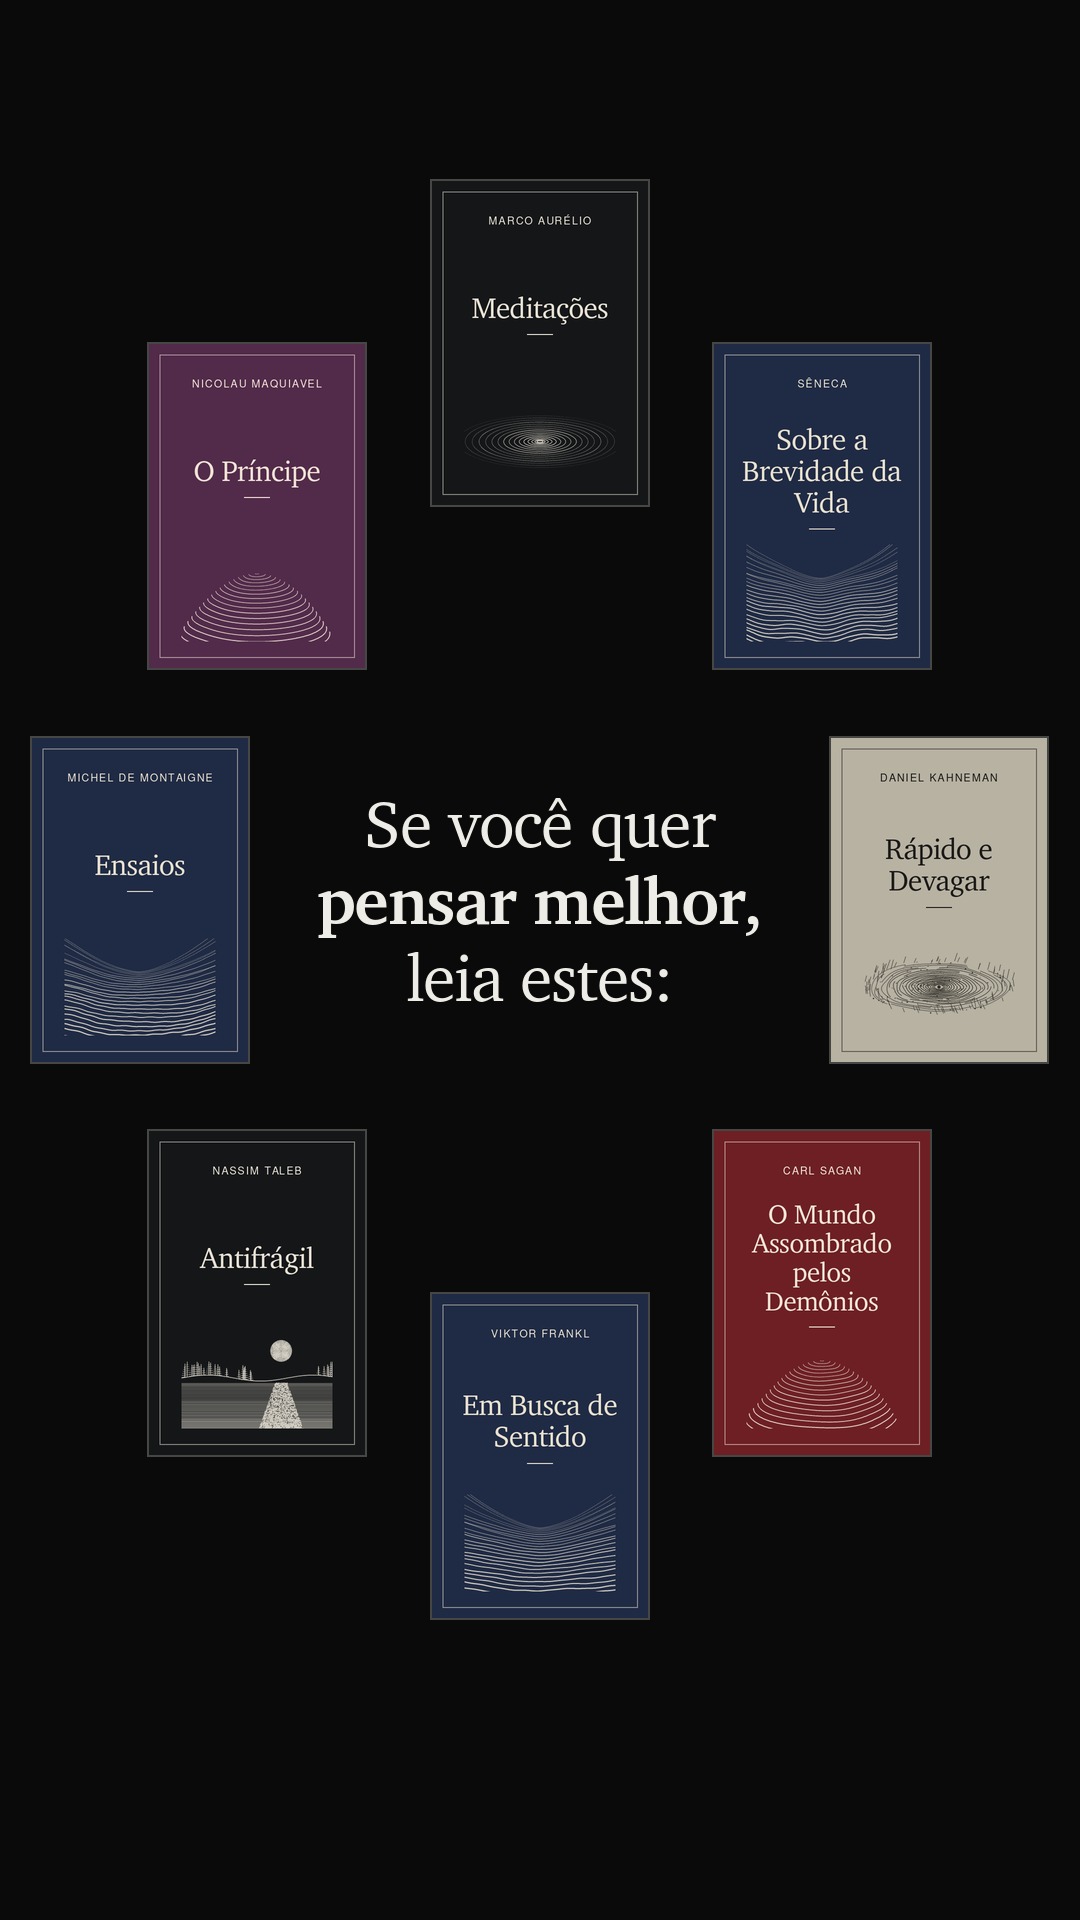 MARCO AURÉLIO
Meditações
NICOLAU MAQUIAVEL
O Príncipe
SÊNECA
Sobre a
Brevidade da
Vida
MICHEL DE MONTAIGNE
Ensaios
Se você quer
pensar melhor,
leia estes:
DANIEL KAHNEMAN
Rápido e
Devagar
NASSIM TALEB
Antifrágil
CARL SAGAN
O Mundo
Assombrado
pelos
Demônios
VIKTOR FRANKL
Em Busca de
Sentido